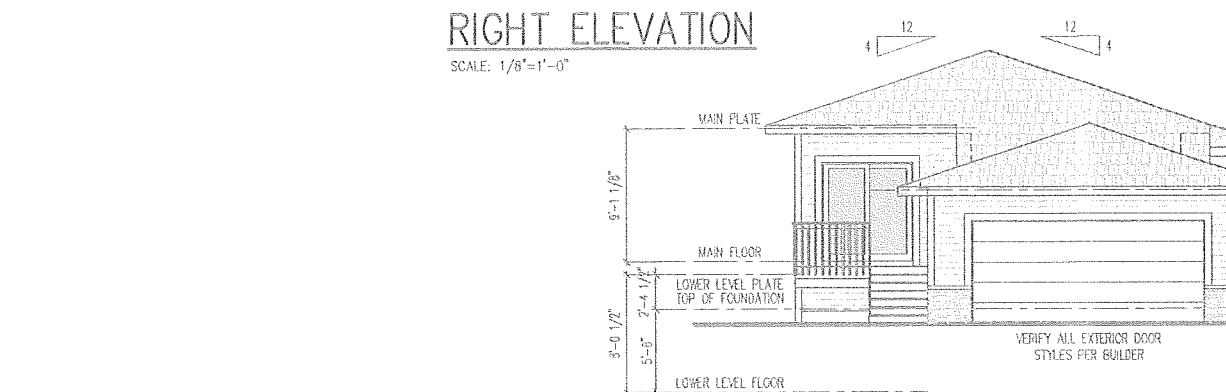 RIGHT ELEVATION
SCALE: 1/8"=1'-0"
12
4
12
4
MAIN PLATE
9'-1 1/8"
MAIN FLOOR
LOWER LEVEL PLATE
TOP OF FOUNDATION
2'-4 1/2"
8'-0 1/2"
5'-8"
LOWER LEVEL FLOOR
VERIFY ALL EXTERIOR DOOR
STYLES PER BUILDER